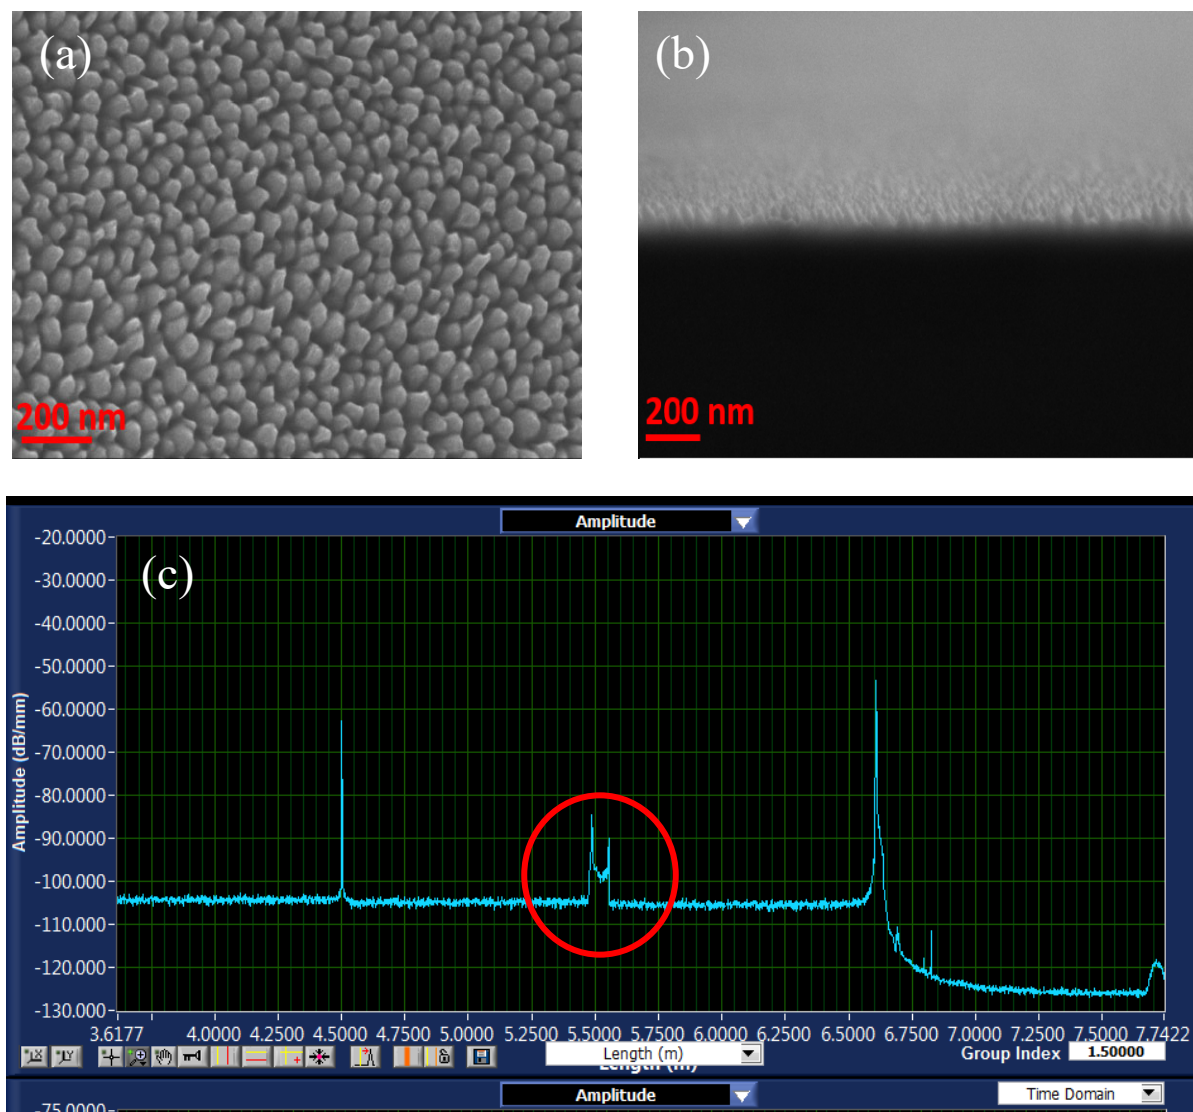 (a)
200 nm
(b)
200 nm
Amplitude
(c)
-20.0000
-30.0000
-40.0000
-50.0000
-60.0000
-70.0000
-80.0000
-90.0000
-100.000
-110.000
-120.000
-130.000
Amplitude (dB/mm)
3.6177 4.0000 4.2500 4.5000 4.7500 5.0000 5.2500 5.5000 5.7500 6.0000 6.2500 6.5000 6.7500 7.0000 7.2500 7.5000 7.7422
Length (m)
Length (m)
Group Index 1.50000
Amplitude
Time Domain
-75.0000